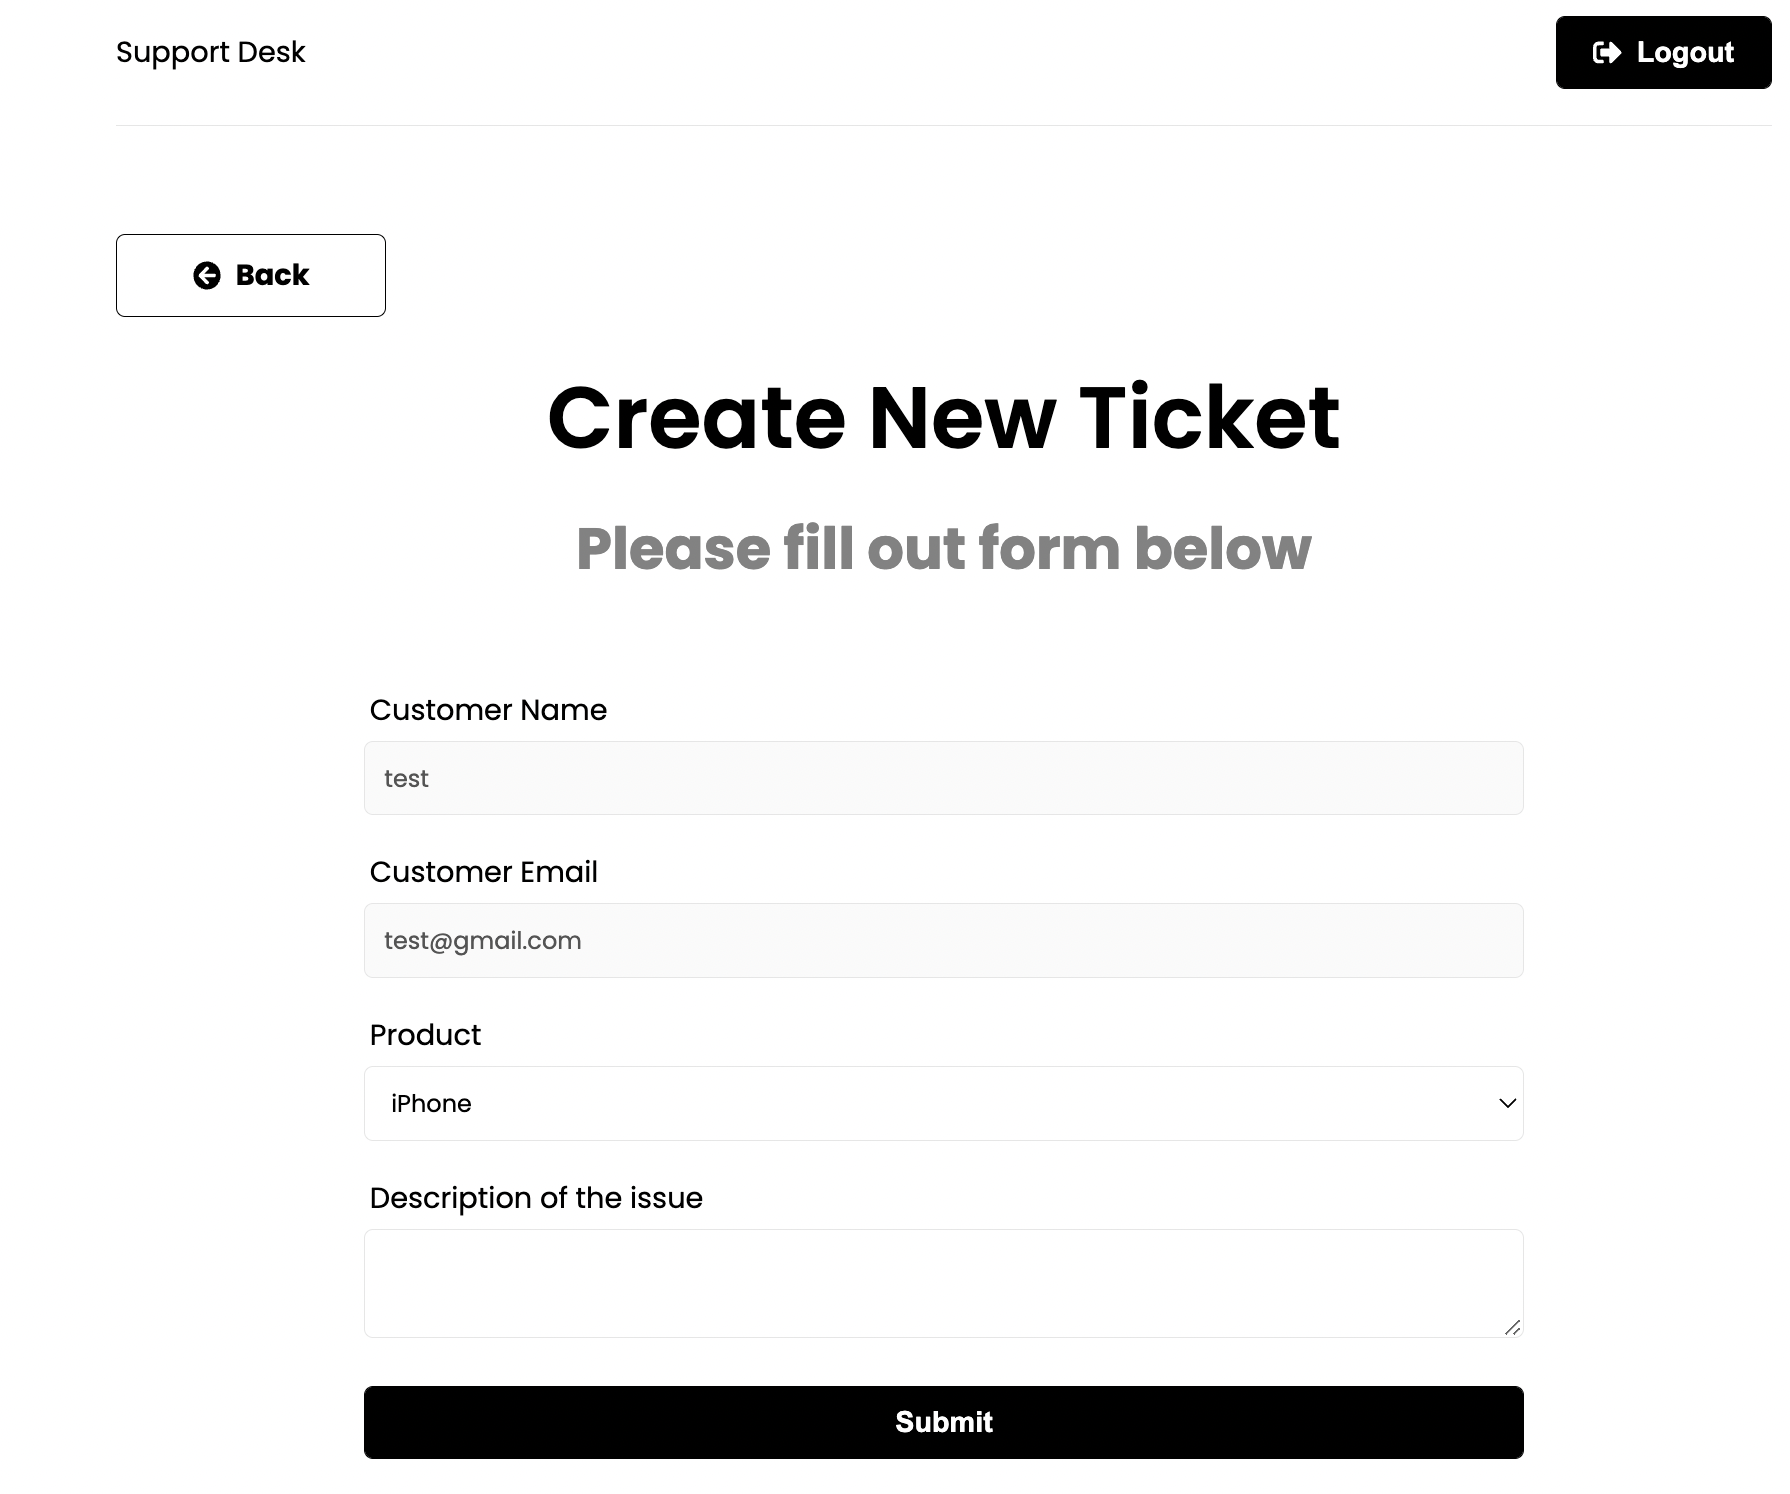 Support Desk
Logout
Back
Create New Ticket
Please fill out form below
Customer Name
test
Customer Email
test@gmail.com
Product
iPhone
Description of the issue
Submit